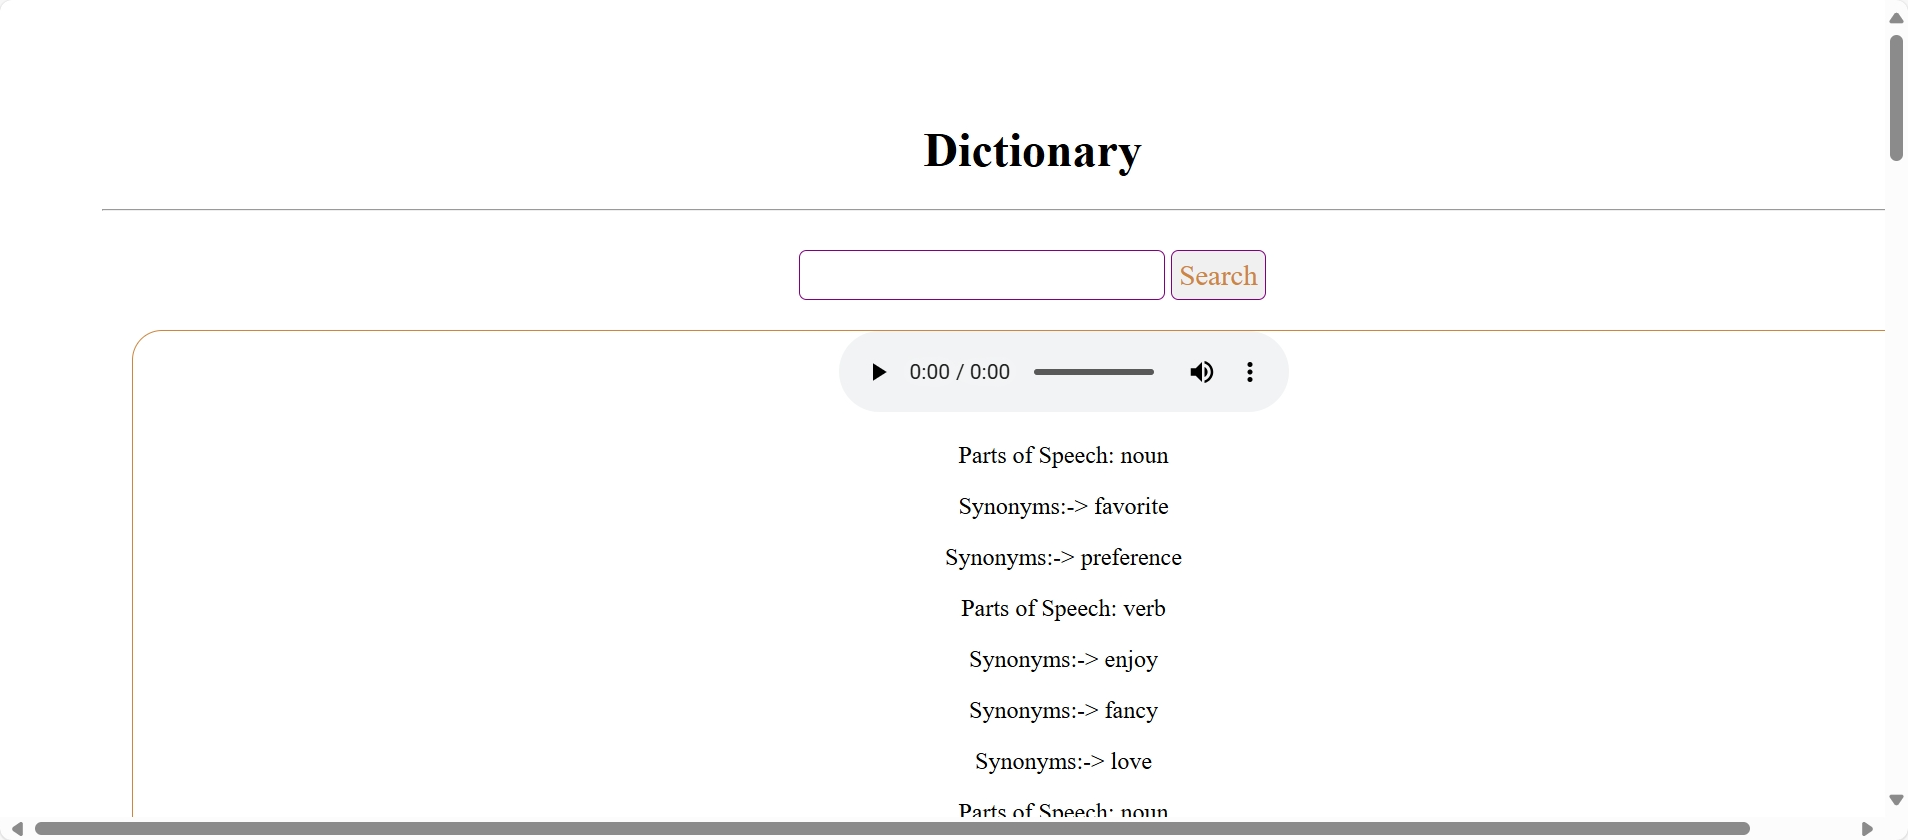 Dictionary
Search
0:00 / 0:00
Parts of Speech: noun
Synonyms:-> favorite
Synonyms:-> preference
Parts of Speech: verb
Synonyms:-> enjoy
Synonyms:-> fancy
Synonyms:-> love
Parts of Speech: noun